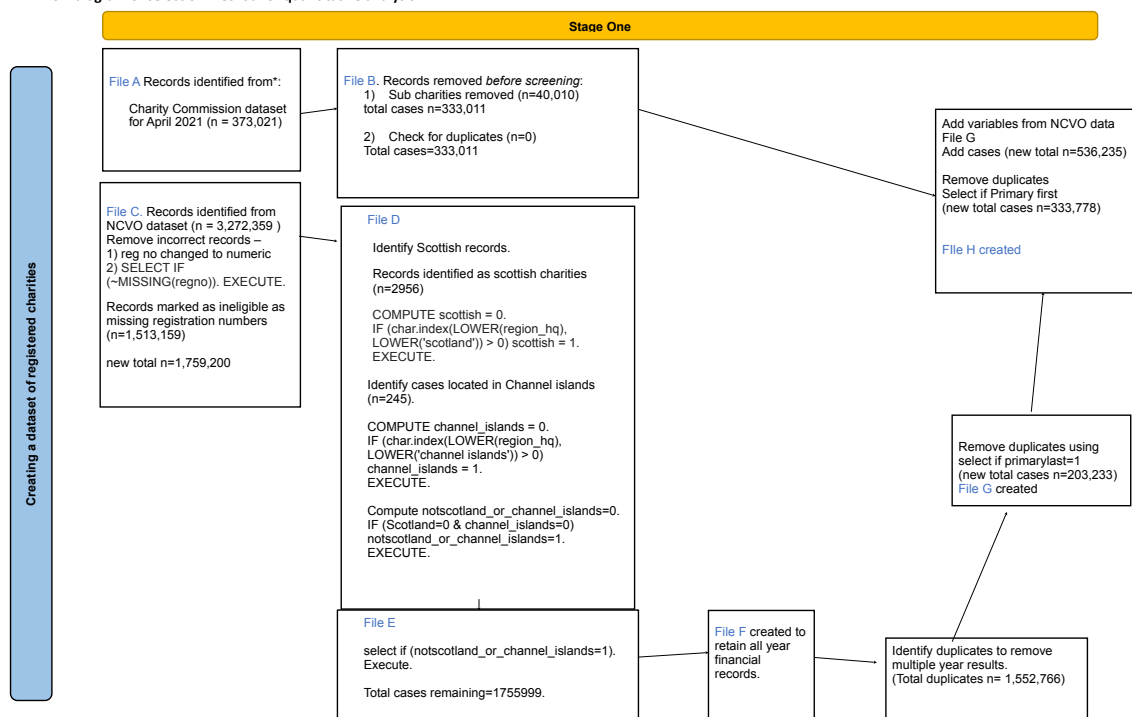 Stage One
Creating a dataset of registered charities
File A Records identified from*:
Charity Commission dataset
for April 2021 (n = 373,021)
File B. Records removed before screening:
1) Sub charities removed (n=40,010)
total cases n=333,011
2) Check for duplicates (n=0)
Total cases=333,011
File C. Records identified from
NCVO dataset (n = 3,272,359 )
Remove incorrect records –
1) reg no changed to numeric
2) SELECT IF
(~MISSING(regno)). EXECUTE.
Records marked as ineligible as
missing registration numbers
(n=1,513,159)
new total n=1,759,200
File D
Identify Scottish records.
Records identified as scottish charities
(n=2956)
COMPUTE scottish = 0.
IF (char.index(LOWER(region_hq),
LOWER('scotland')) > 0) scottish = 1.
EXECUTE.
Identify cases located in Channel islands
(n=245).
COMPUTE channel_islands = 0.
IF (char.index(LOWER(region_hq),
LOWER('channel islands')) > 0)
channel_islands = 1.
EXECUTE.
Compute notscotland_or_channel_islands=0.
IF (Scotland=0 & channel_islands=0)
notscotland_or_channel_islands=1.
EXECUTE.
File E
select if (notscotland_or_channel_islands=1).
Execute.
Total cases remaining=1755999.
File F created to
retain all year
financial
records.
Identify duplicates to remove
multiple year results.
(Total duplicates n= 1,552,766)
Remove duplicates using
select if primarylast=1
(new total cases n=203,233)
File G created
Add variables from NCVO data
File G
Add cases (new total n=536,235)
Remove duplicates
Select if Primary first
(new total cases n=333,778)
FIle H created